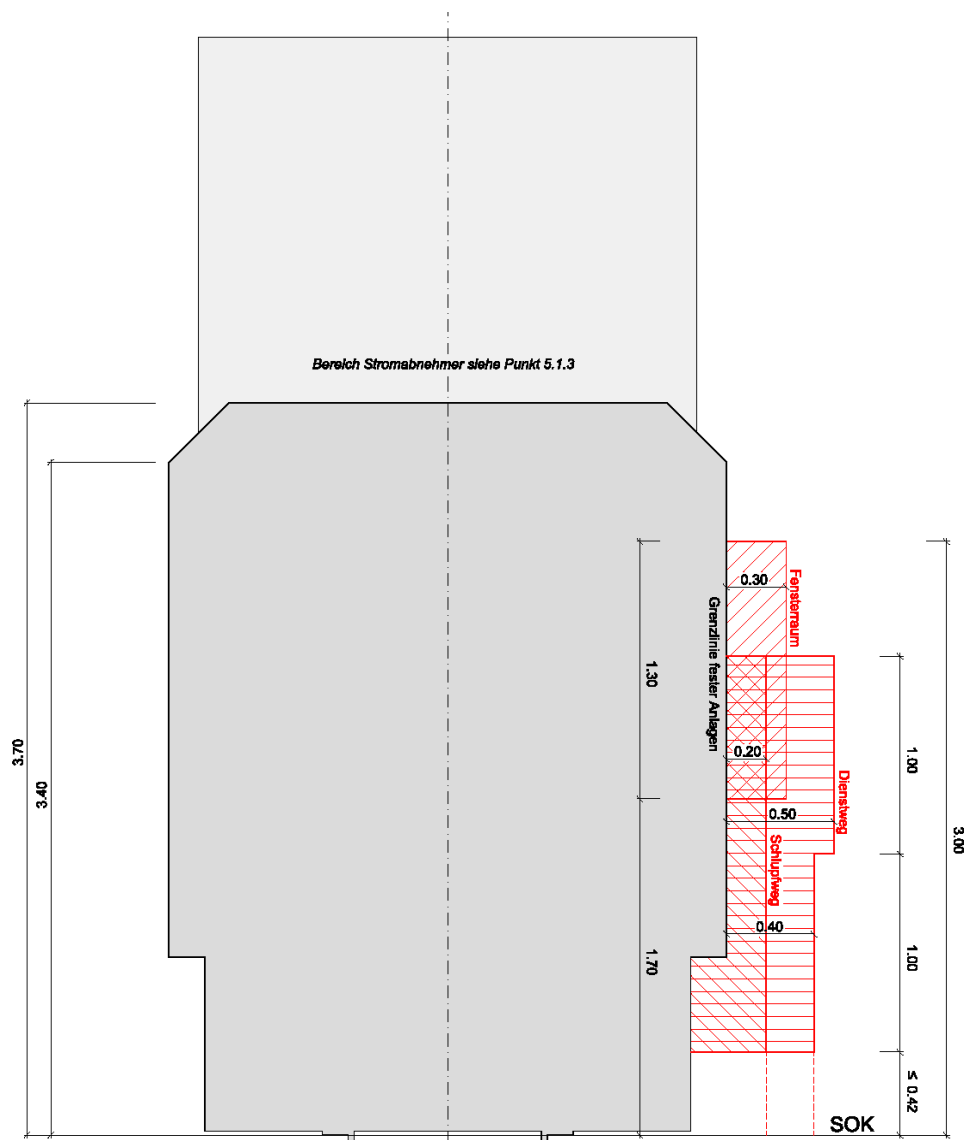 Bereich Stromabnehmer siehe Punkt 5.1.3
3.70
3.40
1.30
1.70
Grenzlinie fester Anlagen
0.30
Fensterraum
0.20
0.50
Dienstweg
Schlupfweg
0.40
1.00
1.00
≤ 0.42
3.00
SOK